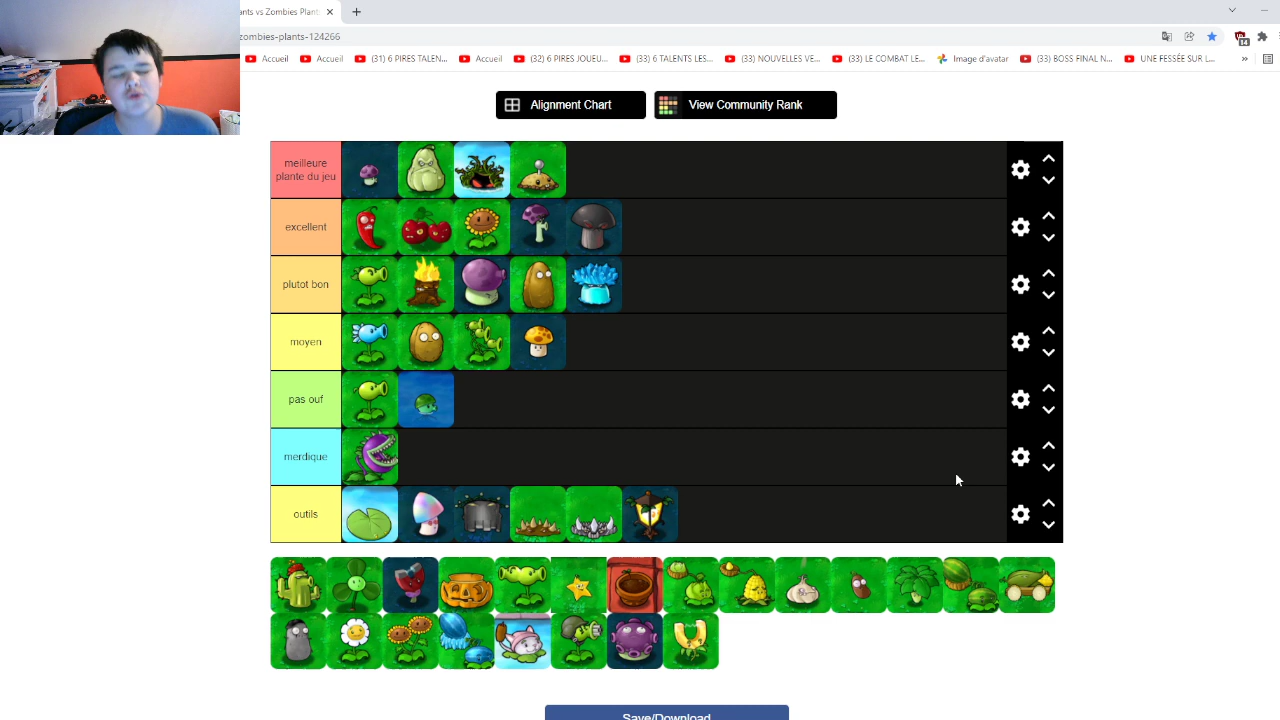 ants vs Zombies Plant
zombies-plants-124266
14
Accueil
Accueil
(31) 6 PIRES TALEN...
Accueil
(32) 6 PIRES JOUEU...
(33) 6 TALENTS LES...
(33) NOUVELLES VE...
(33) LE COMBAT LE...
Image d'avatar
(33) BOSS FINAL N...
UNE FESSÉE SUR L...
Alignment Chart
View Community Rank
meilleure
plante du jeu
excellent
plutot bon
moyen
pas ouf
merdique
outils
Save/Download